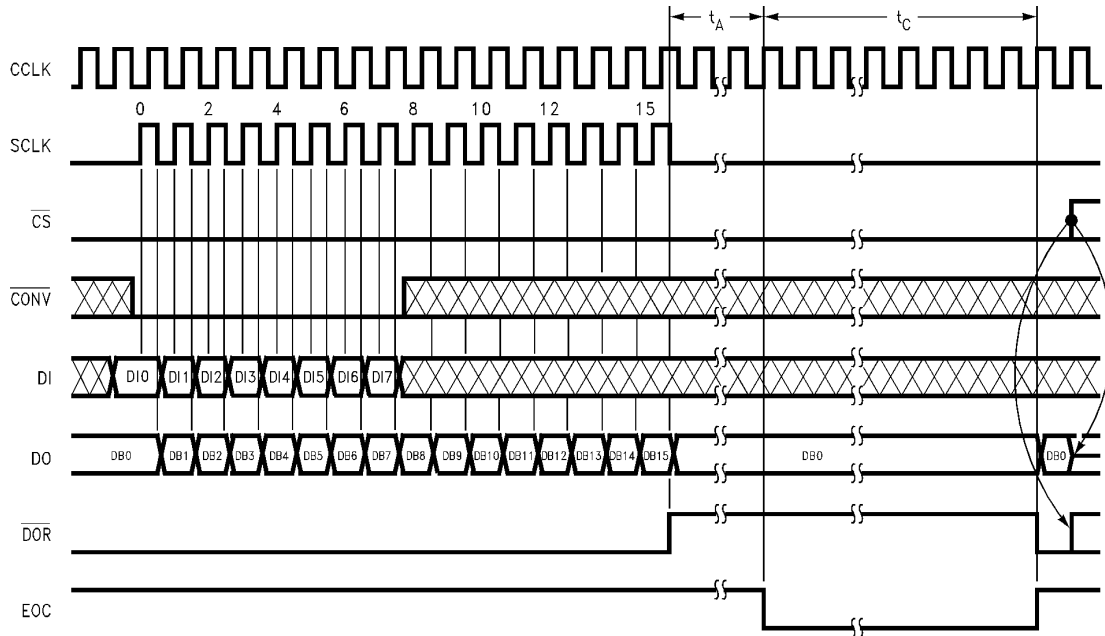 tA tC
CCLK
0 2 4 6 8 10 12 15
SCLK
CS
CONV
DI DI0 DI1 DI2 DI3 DI4 DI5 DI6 DI7
DO DB0 DB1 DB2 DB3 DB4 DB5 DB6 DB7 DB8 DB9 DB10 DB11 DB12 DB13 DB14 DB15 DB0 DB0
DOR
EOC